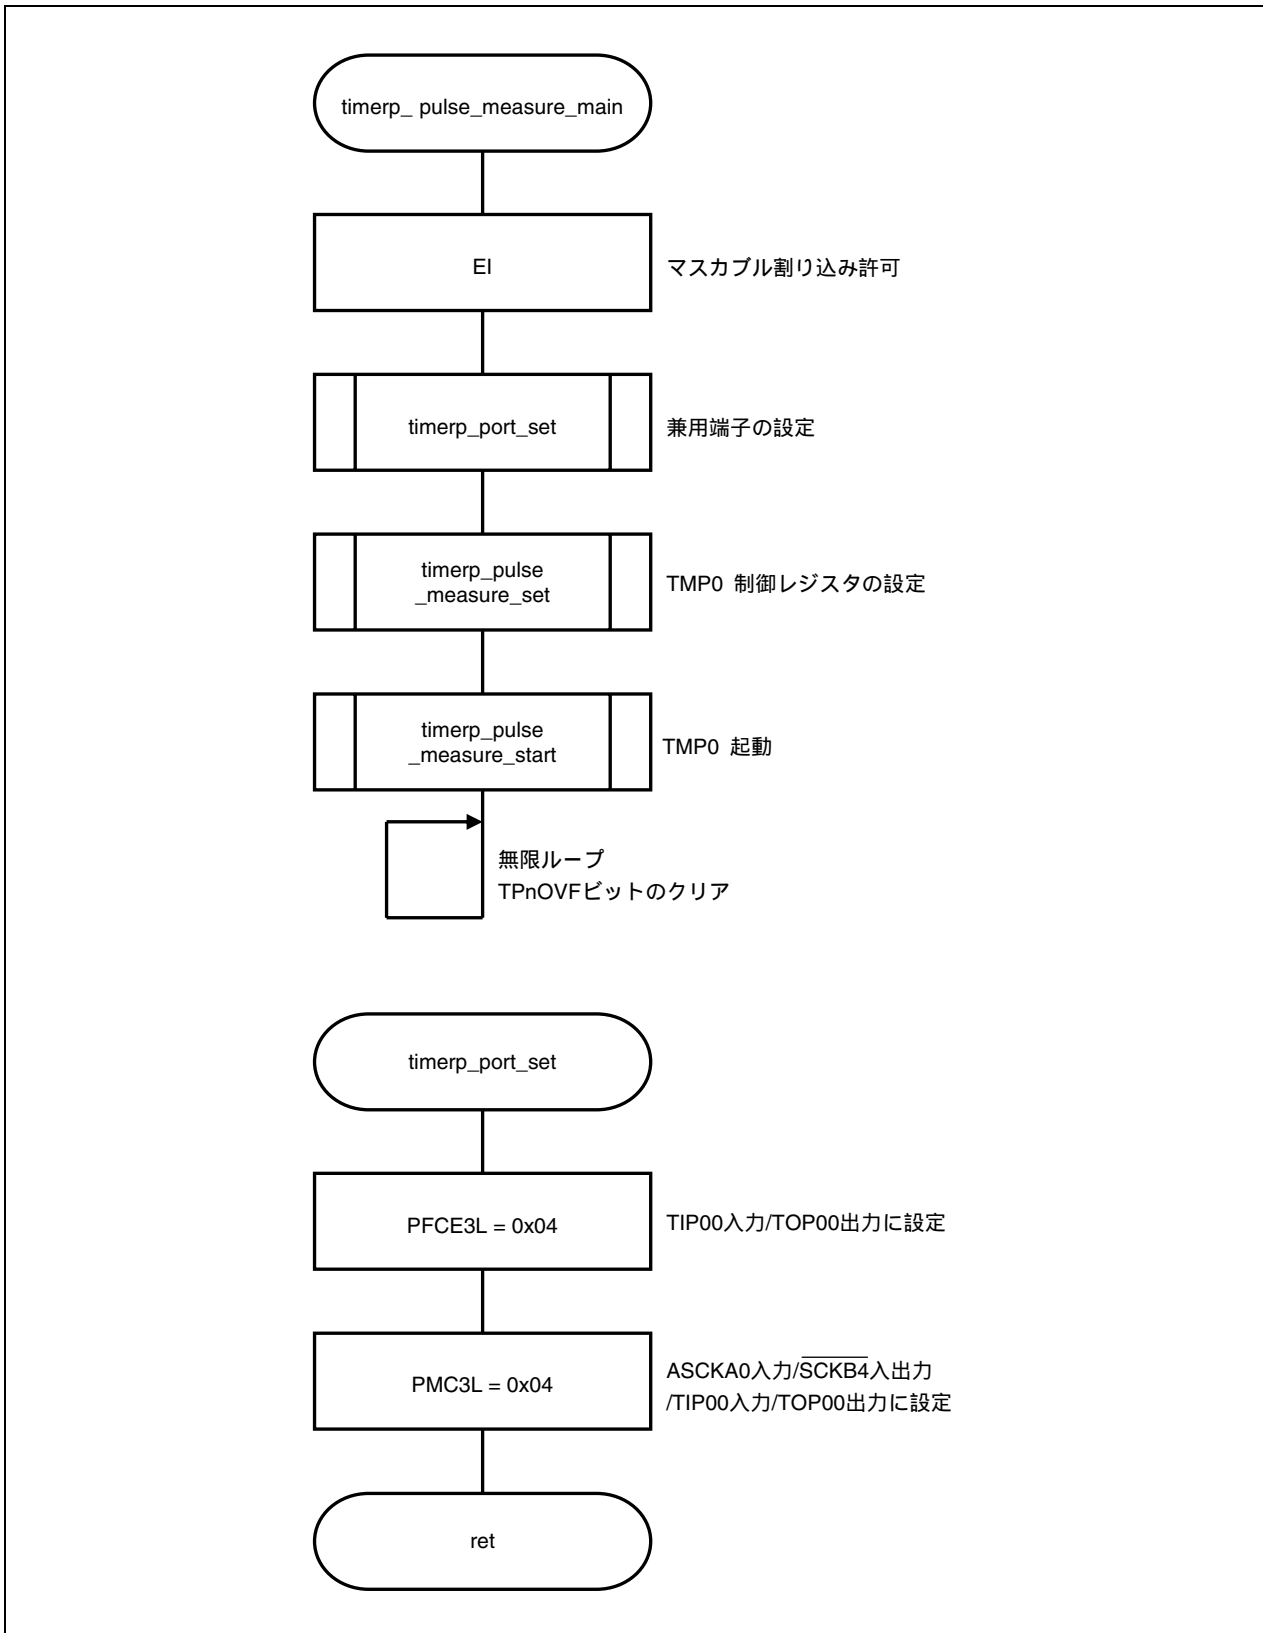 timerp_ pulse_measure_main
EI
マスカブル割り込み許可
timerp_port_set
兼用端子の設定
timerp_pulse
_measure_set
TMP0 制御レジスタの設定
timerp_pulse
_measure_start
TMP0 起動
無限ループ
TPnOVFビットのクリア
timerp_port_set
PFCE3L = 0x04
TIP00入力/TOP00出力に設定
PMC3L = 0x04
ASCKA0入力/SCKB4入出力
/TIP00入力/TOP00出力に設定
ret